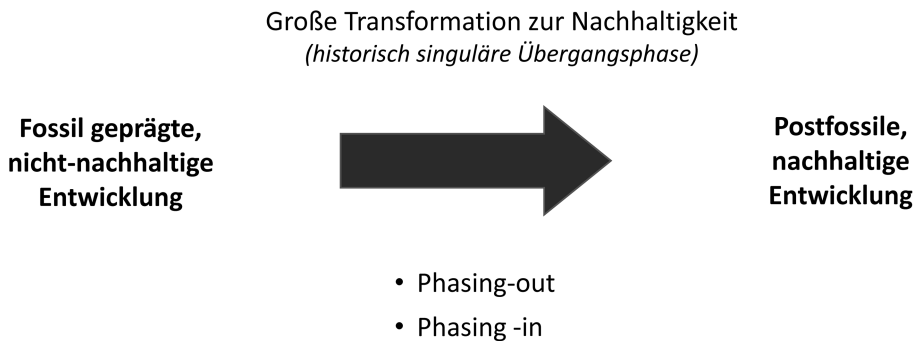 Große Transformation zur Nachhaltigkeit
(historisch singuläre Übergangsphase)
Fossil geprägte,
nicht-nachhaltige
Entwicklung
Postfossile,
nachhaltige
Entwicklung
• Phasing-out
• Phasing -in